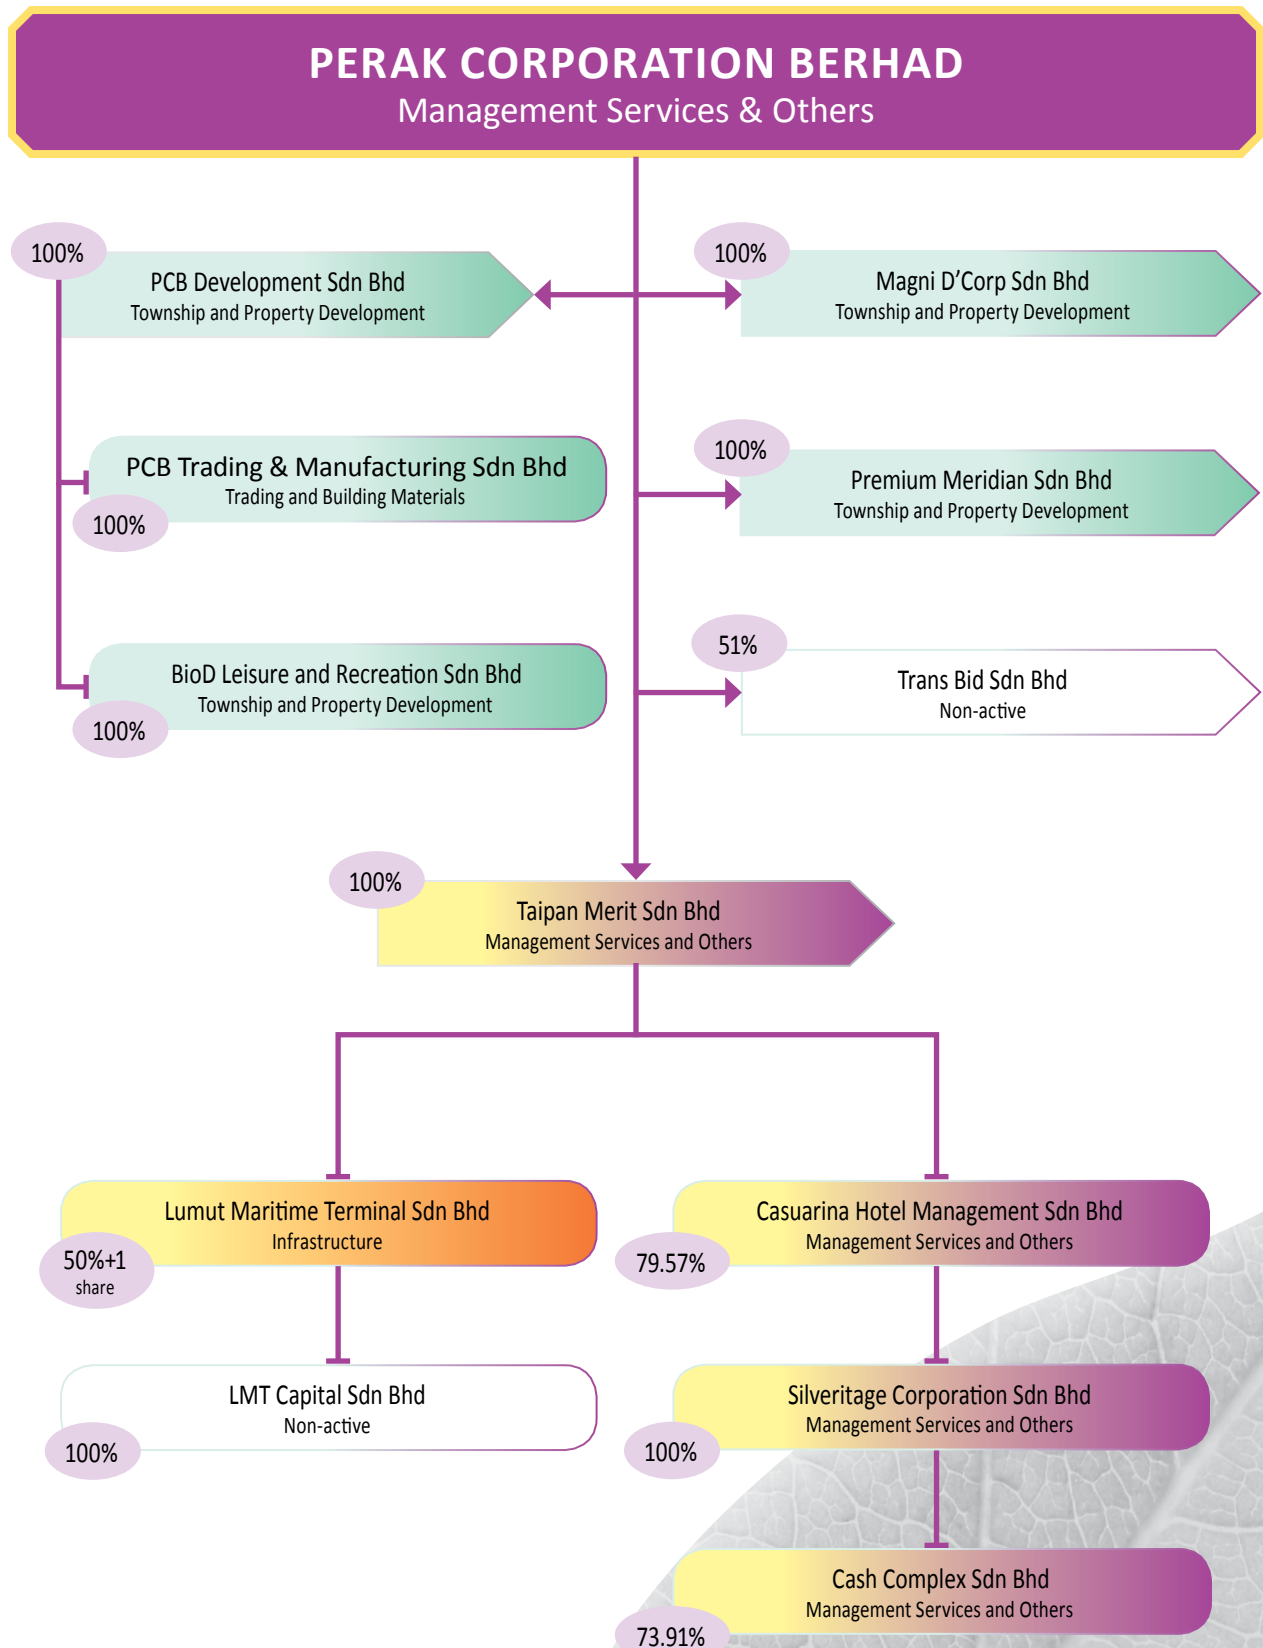 PERAK CORPORATION BERHAD
Management Services & Others
100%
PCB Development Sdn Bhd
Township and Property Development
100%
Magni D’Corp Sdn Bhd
Township and Property Development
PCB Trading & Manufacturing Sdn Bhd
Trading and Building Materials
100%
100%
Premium Meridian Sdn Bhd
Township and Property Development
BioD Leisure and Recreation Sdn Bhd
Township and Property Development
100%
51%
Trans Bid Sdn Bhd
Non-active
100%
Taipan Merit Sdn Bhd
Management Services and Others
Lumut Maritime Terminal Sdn Bhd
Infrastructure
50%+1
share
Casuarina Hotel Management Sdn Bhd
Management Services and Others
79.57%
LMT Capital Sdn Bhd
Non-active
100%
Silveritage Corporation Sdn Bhd
Management Services and Others
100%
Cash Complex Sdn Bhd
Management Services and Others
73.91%